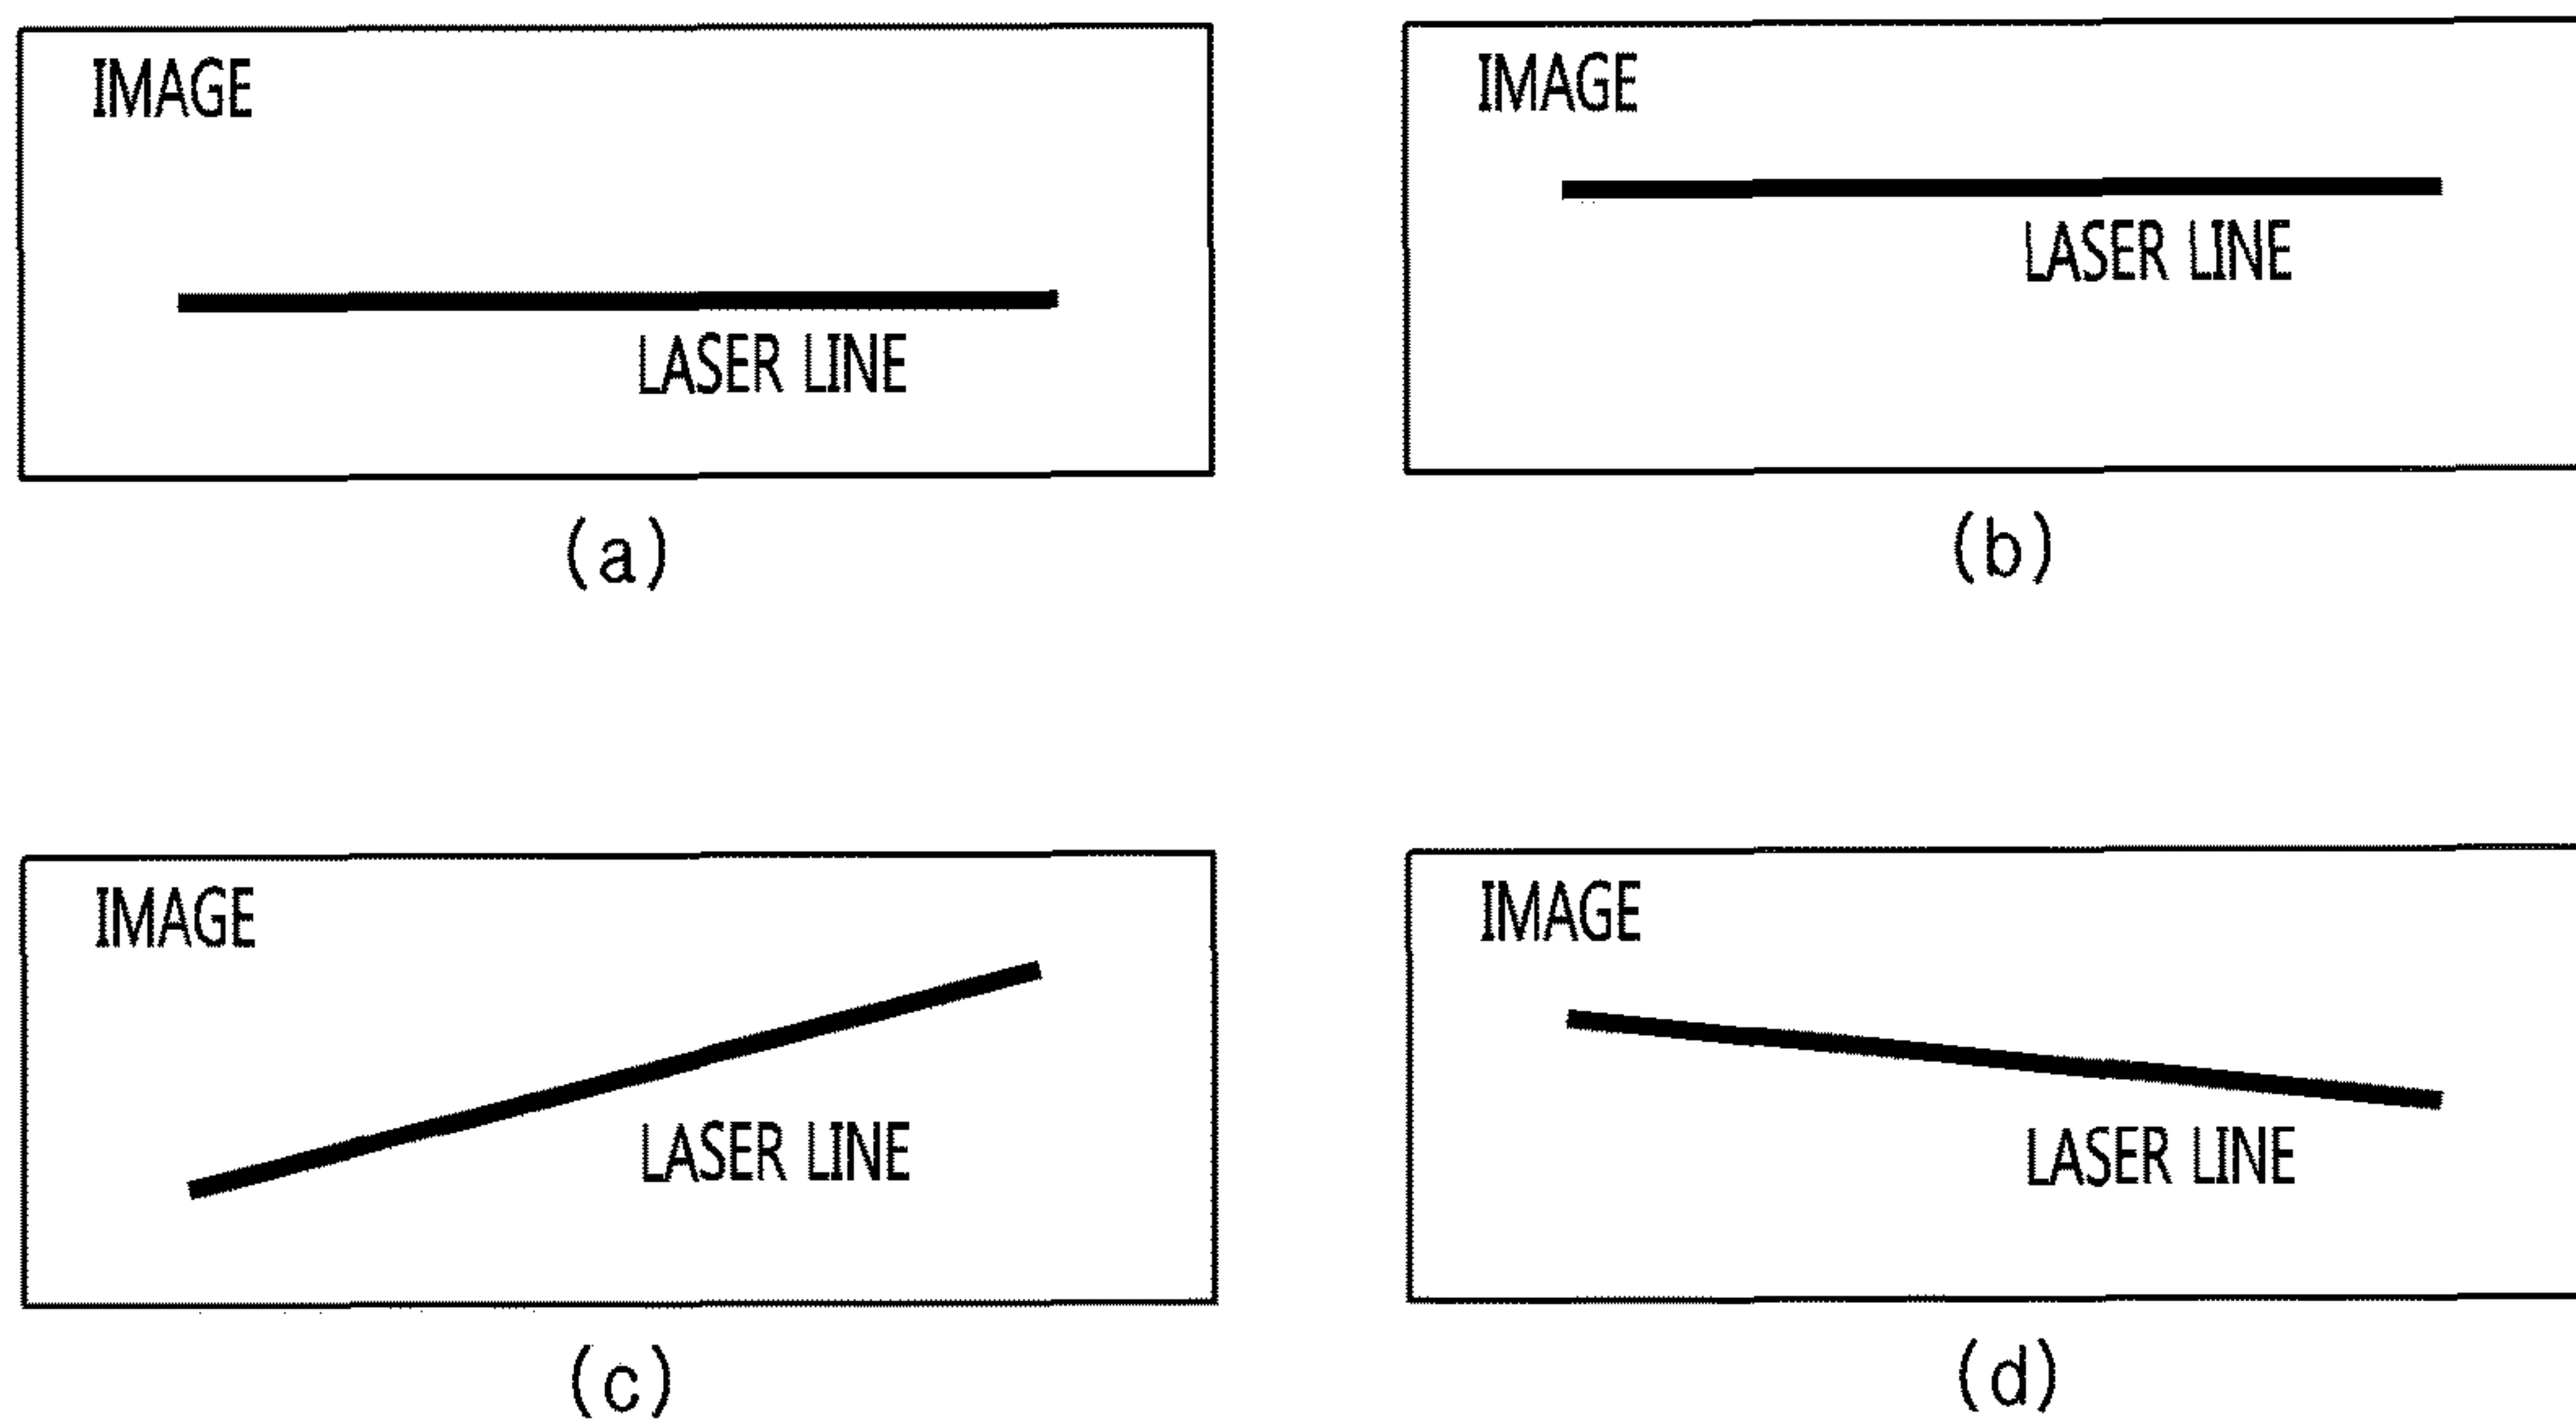 IMAGE
LASER LINE
(a)
IMAGE
LASER LINE
(b)
IMAGE
LASER LINE
(c)
IMAGE
LASER LINE
(d)